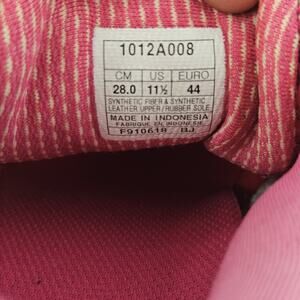 1012A008
CM US EURO
28.0 11½ 44
SYNTHETIC FIBER & SYNTHETIC
LEATHER UPPER / RUBBER SOLE
MADE IN INDONESIA
FABRIQUE EN INDONESIE
F910618 BJ